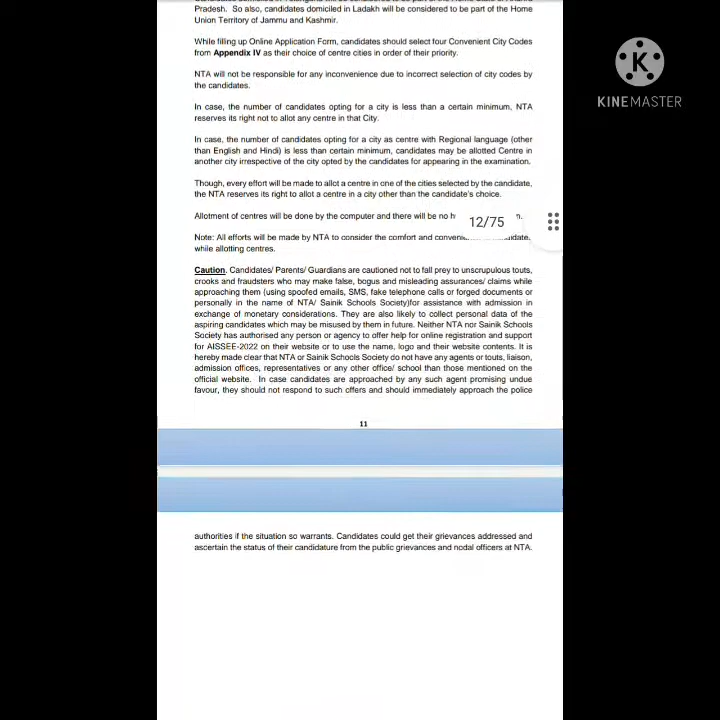 Pradesh. So also, candidates domiciled in Ladakh will be considered to be part of the Home
Union Territory of Jammu and Kashmir.
While filling up Online Application Form, candidates should select four Convenient City Codes
from Appendix IV as their choice of centre cities in order of their priority.
NTA will not be responsible for any inconvenience due to incorrect selection of city codes by
the candidates.
In case, the number of candidates opting for a city is less than a certain minimum, NTA
reserves its right not to allot any centre in that City.
In case, the number of candidates opting for a city as centre with Regional language (other
than English and Hindi) is less than certain minimum, candidates may be allotted Centre in
another city irrespective of the city opted by the candidates for appearing in the examination.
Though, every effort will be made to allot a centre in one of the cities selected by the candidate,
the NTA reserves its right to allot a centre in a city other than the candidate's choice.
Allotment of centres will be done by the computer and there will be no
12/75
Note: All efforts will be made by NTA to consider the comfort and
while allotting centres.
Caution. Candidates/ Parents/ Guardians are cautioned not to fall prey to unscrupulous touts,
crooks and fraudsters who may make false, bogus and misleading assurances/ claims while
approaching them (using spoofed emails, SMS, fake telephone calls or forged documents or
personally in the name of NTA/ Sainik Schools Society)for assistance with admission in
exchange of monetary considerations. They are also likely to collect personal data of the
aspiring candidates which may be misused by them in future. Neither NTA nor Sainik Schools
Society has authorised any person or agency to offer help for online registration and support
for AISSEE-2022 on their website or to use the name, logo and their website contents. It is
hereby made clear that NTA or Sainik Schools Society do not have any agents or touts, liaison,
admission offices, representatives or any other office/ school than those mentioned on the
official website. In case candidates are approached by any such agent promising undue
favour, they should not respond to such offers and should immediately approach the police
11
authorities if the situation so warrants. Candidates could get their grievances addressed and
ascertain the status of their candidature from the public grievances and nodal officers at NTA.
K
KINEMASTER